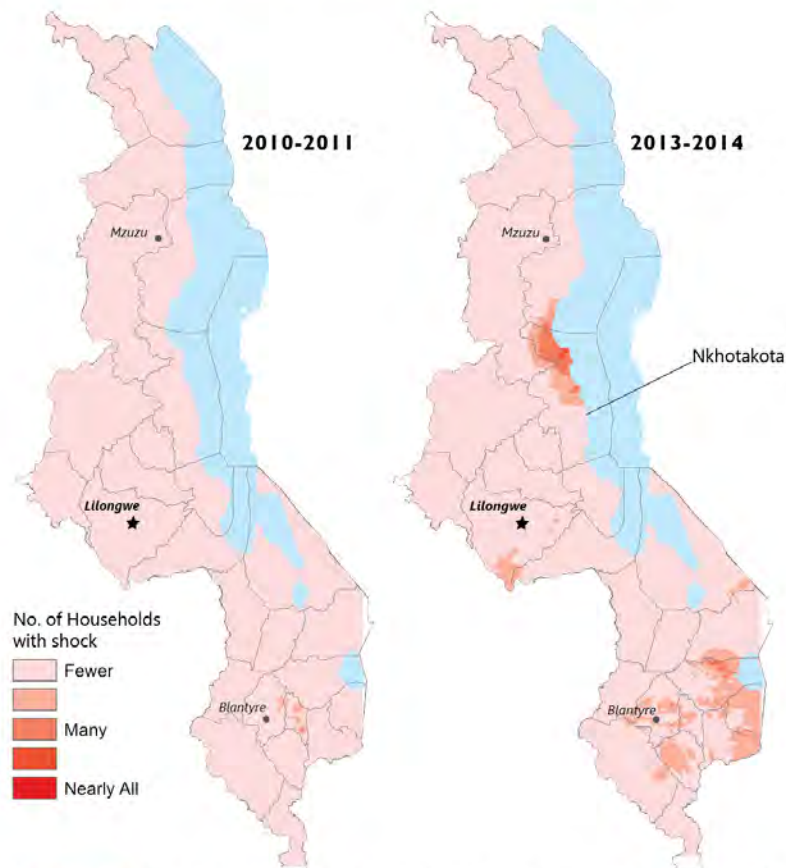 2010-2011
Mzuzu
Lilongwe
Blantyre
No. of Households
with shock
Fewer
Many
Nearly All
2013-2014
Mzuzu
Nkhotakota
Lilongwe
Blantyre